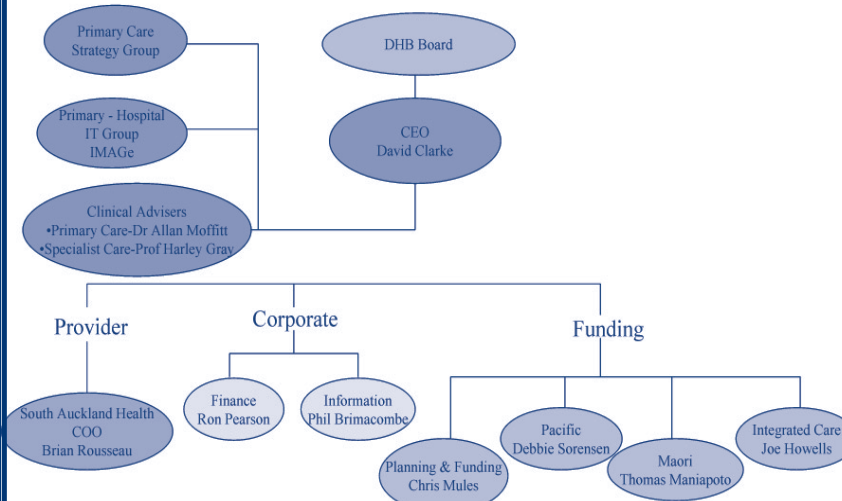 Primary Care
Strategy Group
DHB Board
Primary - Hospital
IT Group
IMAGe
CEO
David Clarke
Clinical Advisers
•Primary Care-Dr Allan Moffitt
•Specialist Care-Prof Harley Gray
Provider
Corporate
Funding
South Auckland Health
COO
Brian Rousseau
Finance
Ron Pearson
Information
Phil Brimacombe
Planning & Funding
Chris Mules
Pacific
Debbie Sorensen
Maori
Thomas Maniapoto
Integrated Care
Joe Howells